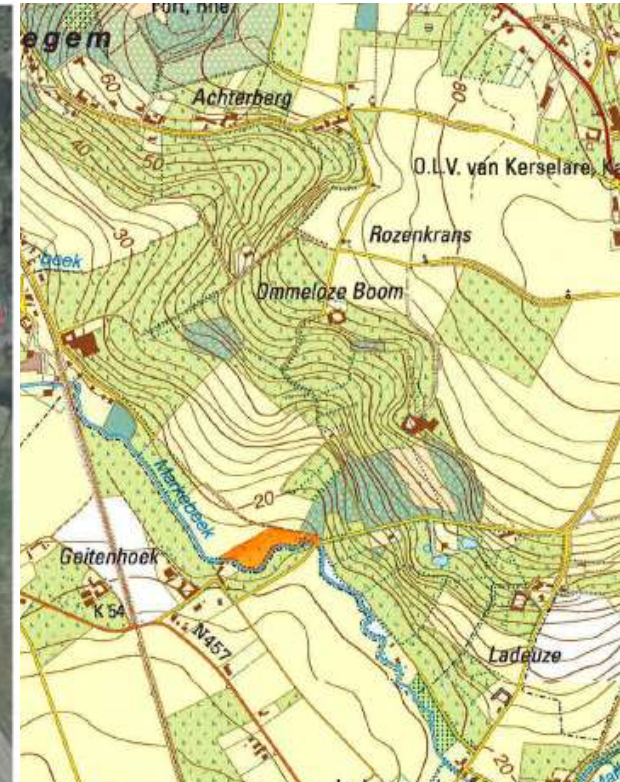 egem
Achterberg
60
80
50
40
O.L.V. van Kerselare, Ka
30
Rozenkrans
beek
Ommeloze Boom
Markebeek
20
Geitenhoek
K 54
N457
Ladeuze
20